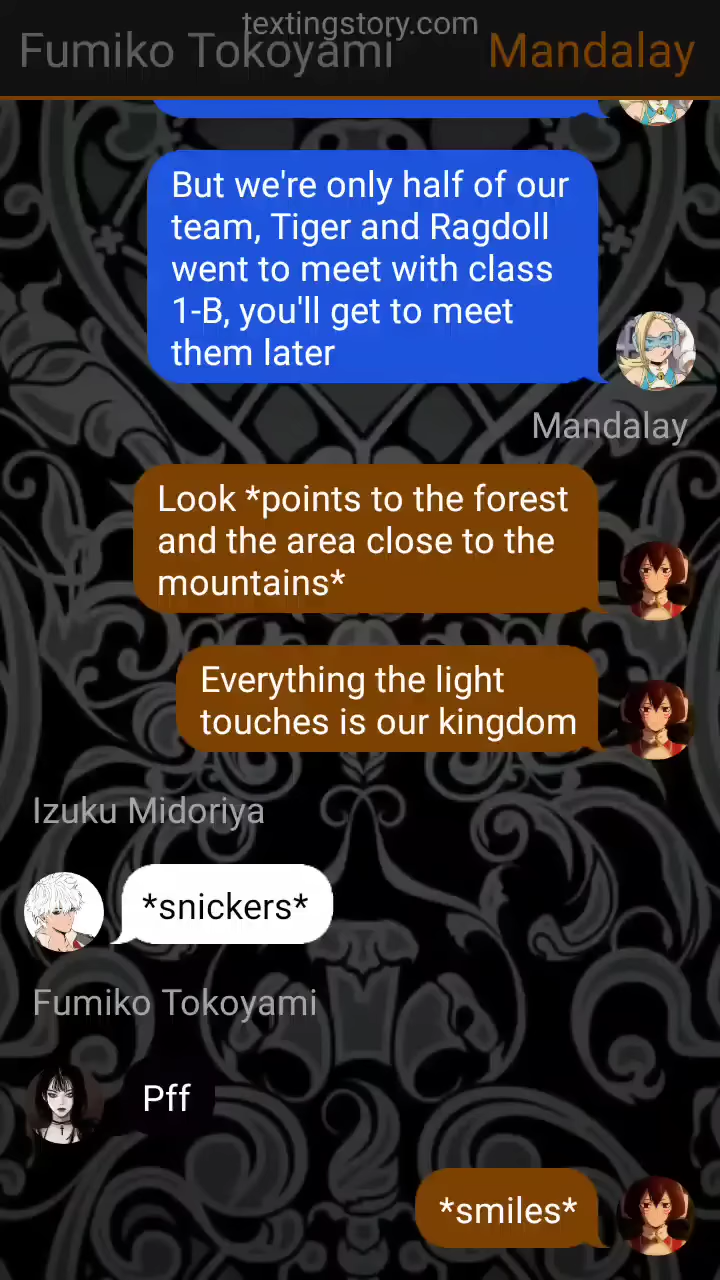 textingstory.com
Fumiko Tokoyami
Mandalay
But we're only half of our
team, Tiger and Ragdoll
went to meet with class
1-B, you'll get to meet
them later
Mandalay
Look *points to the forest
and the area close to the
mountains*
Everything the light
touches is our kingdom
Izuku Midoriya
*snickers*
Fumiko Tokoyami
Pff
*smiles*